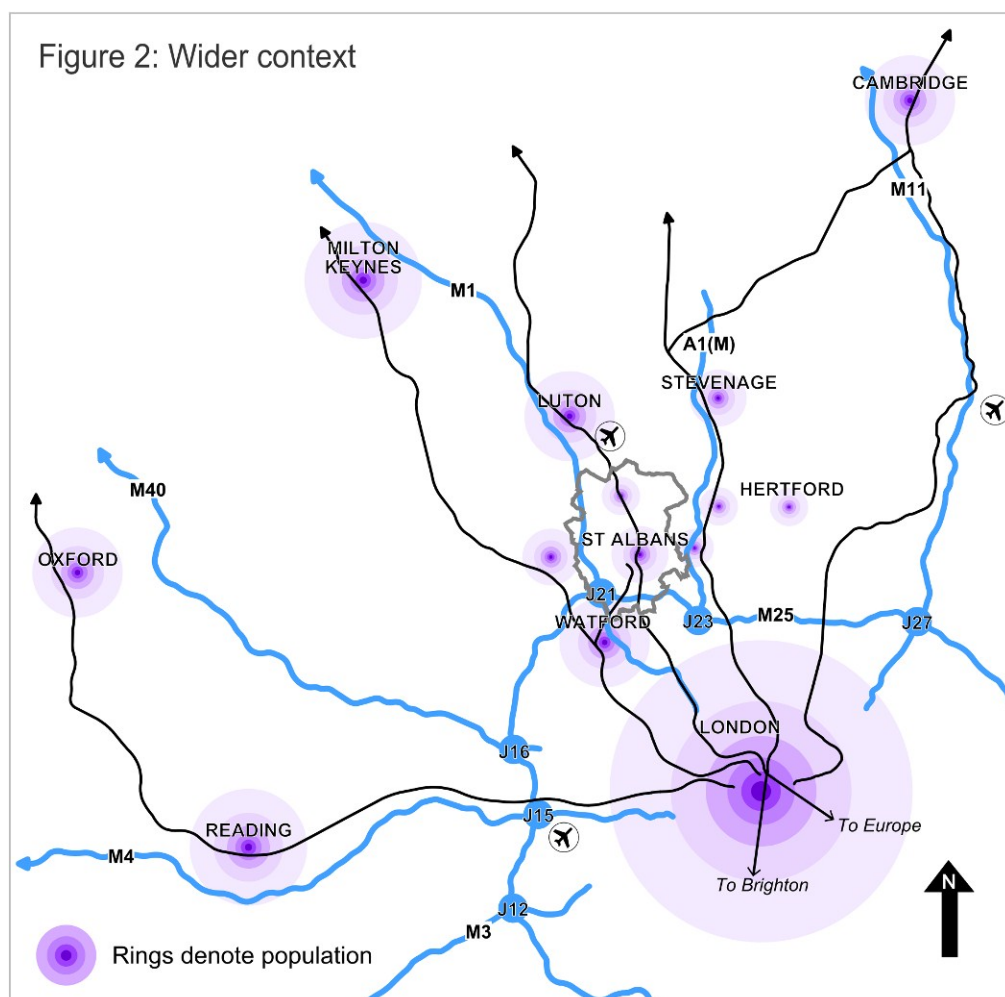 Figure 2: Wider context
CAMBRIDGE
M11
MILTON
KEYNES
M1
A1(M)
STEVENAGE
LUTON
M40
HERTFORD
ST ALBANS
OXFORD
J21
WATFORD
J23
M25
J27
LONDON
J16
J15
READING
To Europe
M4
To Brighton
N
J12
M3
Rings denote population